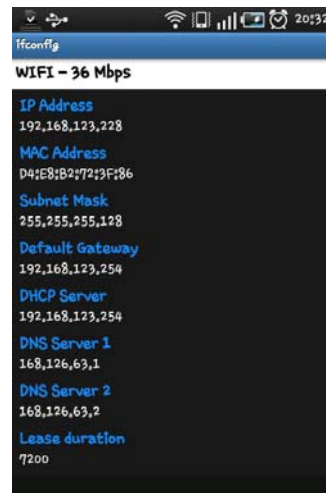 20:32
ifconfig
WIFI – 36 Mbps
IP Address
192.168.123.228
MAC Address
D4:E8:B2:72:3F:86
Subnet Mask
255.255.255.128
Default Gateway
192.168.123.254
DHCP Server
192.168.123.254
DNS Server 1
168.126.63.1
DNS Server 2
168.126.63.2
Lease duration
7200